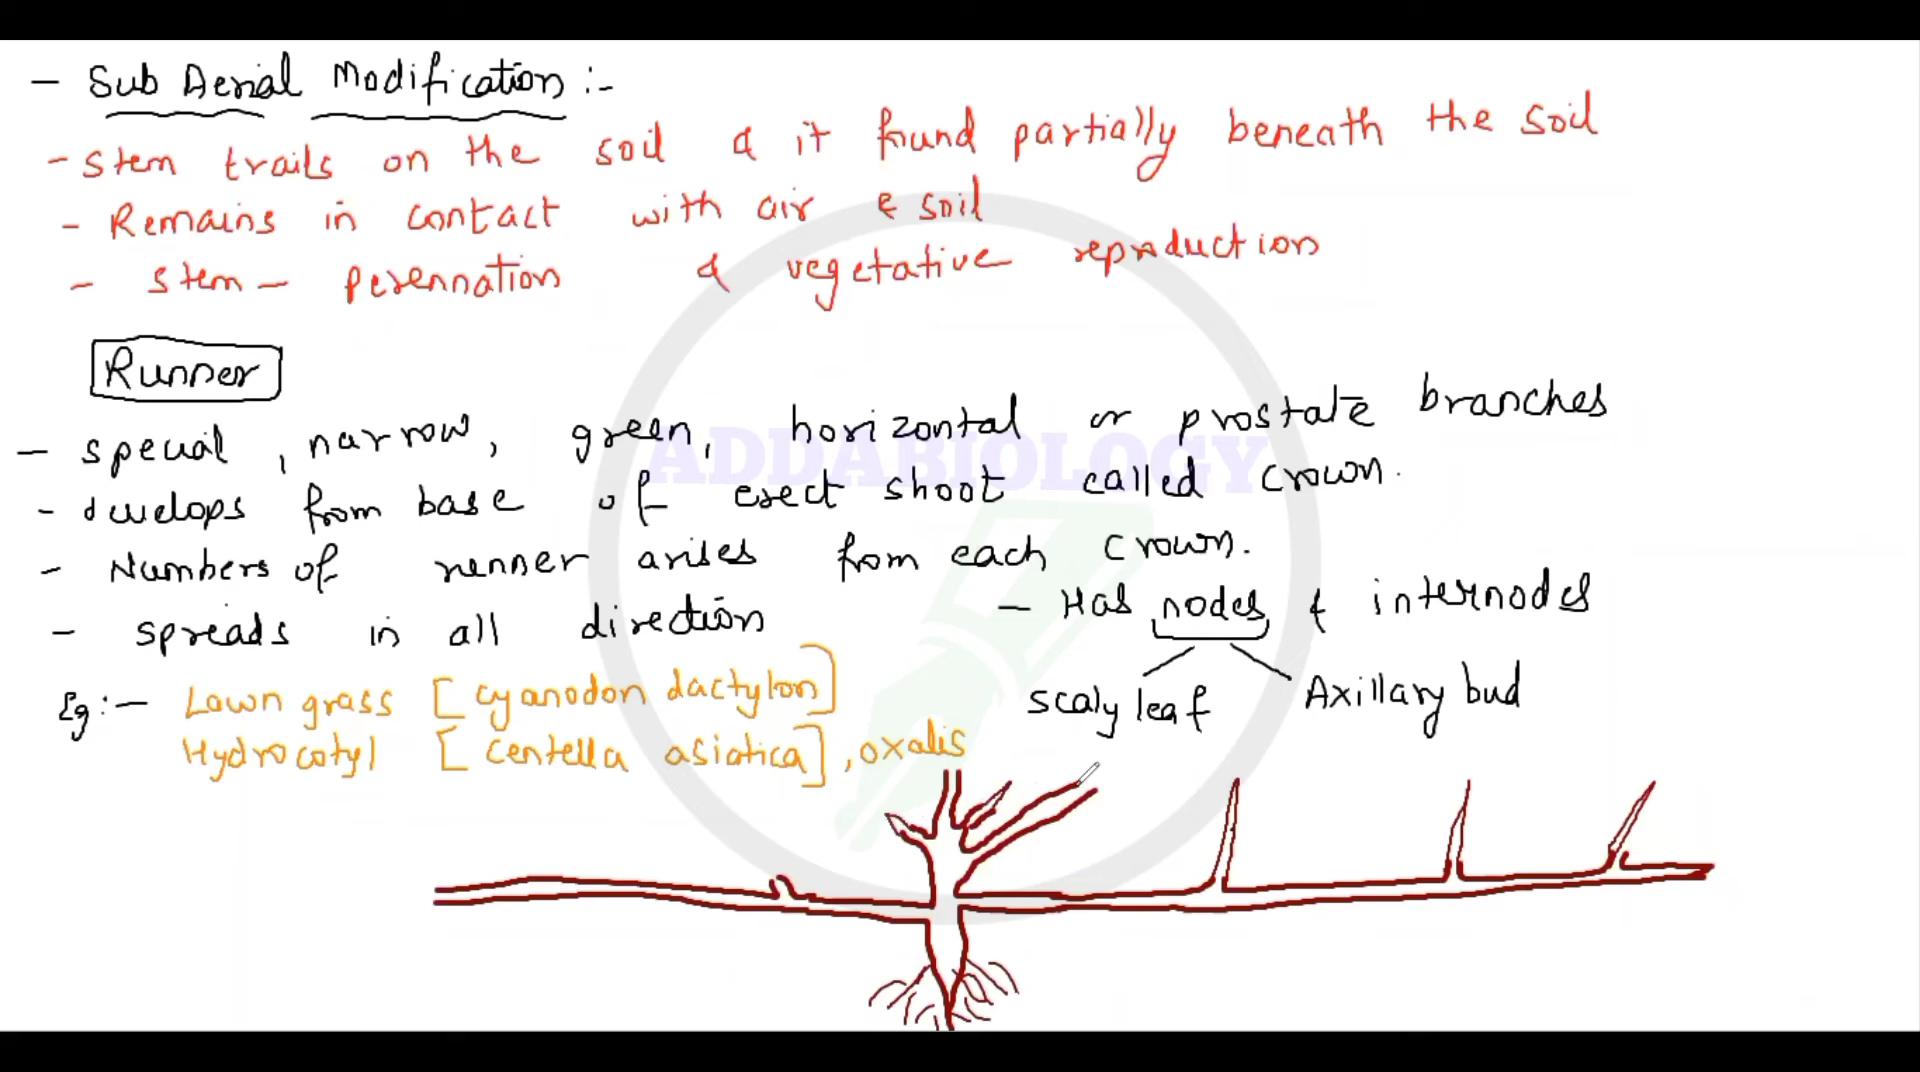 - Sub Aerial Modification :-
- Stem trails on the soil & it found partially beneath the soil
- Remains in contact with air & soil
- Stem - Perennation & vegetative reproduction
Runner
- special, narrow, green, horizontal or prostate branches
- develops from base of erect shoot called crown.
- Numbers of runner arises from each crown.
- spreads in all direction
- Has nodes & internodes
scaly leaf Axillary bud
Eg :- Lawn grass [cyanodon dactylon]
Hydrocotyl [centella asiatica], oxalis
ADDABIOLOGY